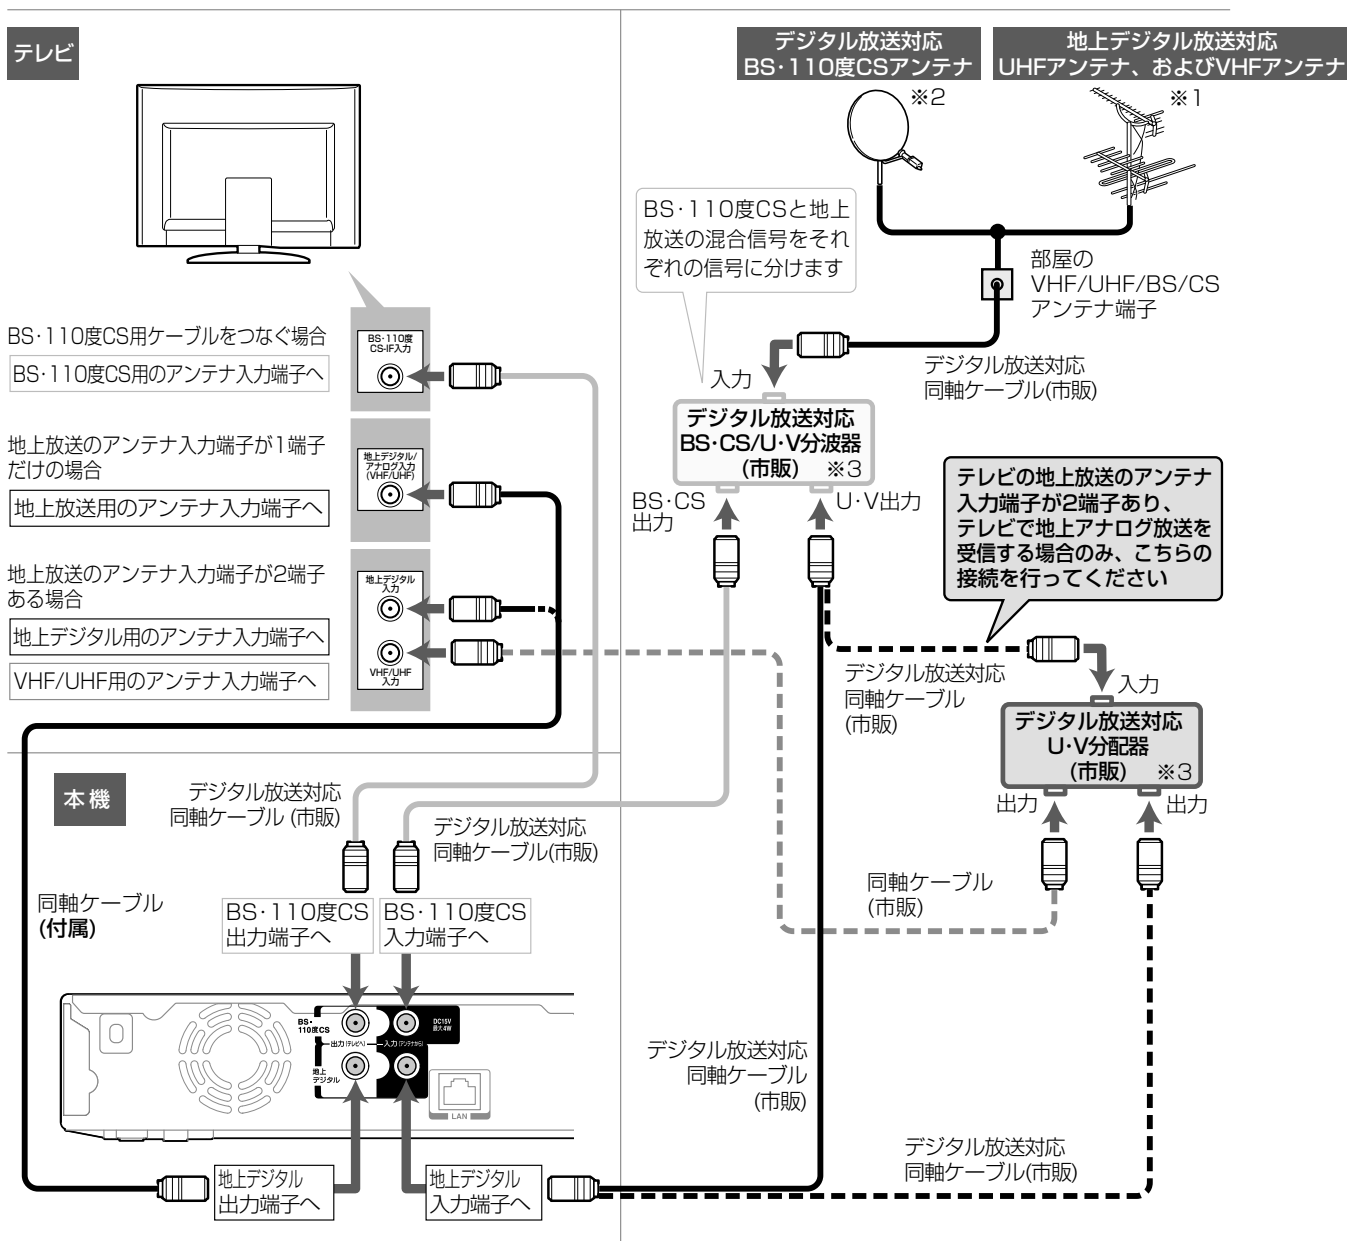 テレビ
デジタル放送対応
BS・110度CSアンテナ
※2
地上デジタル放送対応
UHFアンテナ、およびVHFアンテナ
※1
BS・110度CSと地上
放送の混合信号をそれ
ぞれの信号に分けます
部屋の
VHF/UHF/BS/CS
アンテナ端子
デジタル放送対応
同軸ケーブル(市販)
入力
デジタル放送対応
BS・CS/U・V分波器
(市販) ※3
BS・CS
出力
U・V出力
テレビの地上放送のアンテナ
入力端子が2端子あり、
テレビで地上アナログ放送を
受信する場合のみ、こちらの
接続を行ってください
BS・110度CS用ケーブルをつなぐ場合
BS・110度CS用のアンテナ入力端子へ
BS・110度
CS-IF入力
地上放送のアンテナ入力端子が1端子
だけの場合
地上放送用のアンテナ入力端子へ
地上デジタル/
アナログ入力
(VHF/UHF)
地上放送のアンテナ入力端子が2端子
ある場合
地上デジタル用のアンテナ入力端子へ
VHF/UHF用のアンテナ入力端子へ
地上デジタル
入力
VHF/UHF
入力
デジタル放送対応
同軸ケーブル
(市販)
入力
デジタル放送対応
U・V分配器
(市販) ※3
出力
出力
同軸ケーブル
(市販)
本機
デジタル放送対応
同軸ケーブル (市販)
デジタル放送対応
同軸ケーブル(市販)
同軸ケーブル
(付属)
BS・110度CS
出力端子へ
BS・110度CS
入力端子へ
BS・
110度CS
DC15V
最大4W
出力(テレビへ)
入力(アンテナから)
地上
デジタル
LAN
地上デジタル
出力端子へ
地上デジタル
入力端子へ
デジタル放送対応
同軸ケーブル
(市販)
デジタル放送対応
同軸ケーブル(市販)